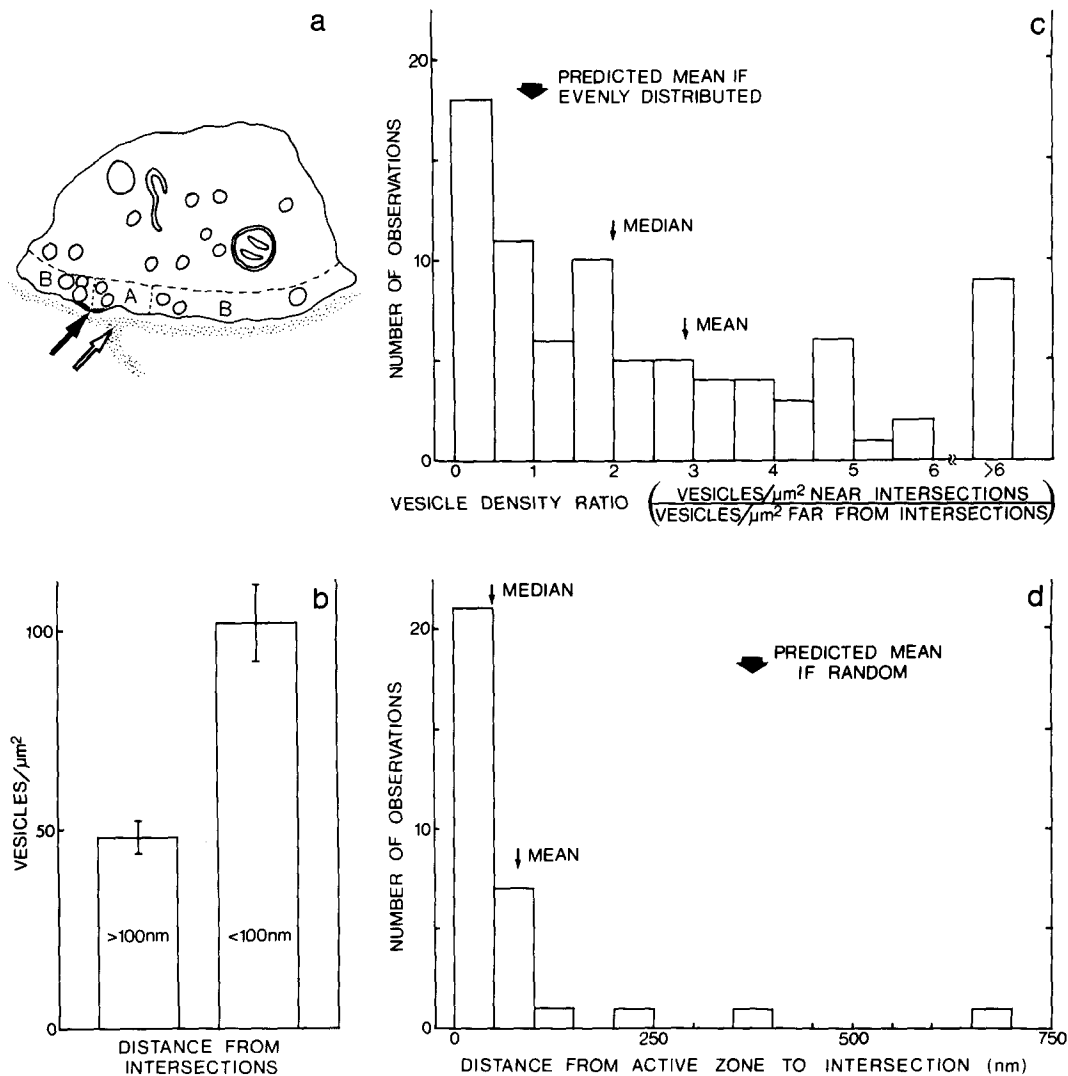 a
B
A
B
c
20
10
0
NUMBER OF OBSERVATIONS
PREDICTED MEAN IF
EVENLY DISTRIBUTED
MEDIAN
MEAN
0 1 2 3 4 5 6 >6
VESICLE DENSITY RATIO (VESICLES/µm² NEAR INTERSECTIONS
VESICLES/µm² FAR FROM INTERSECTIONS)
b
100
50
0
VESICLES/µm²
>100nm
<100nm
DISTANCE FROM
INTERSECTIONS
d
20
10
0
NUMBER OF OBSERVATIONS
MEDIAN
PREDICTED MEAN
IF RANDOM
MEAN
0 250 500 750
DISTANCE FROM ACTIVE ZONE TO INTERSECTION (nm)